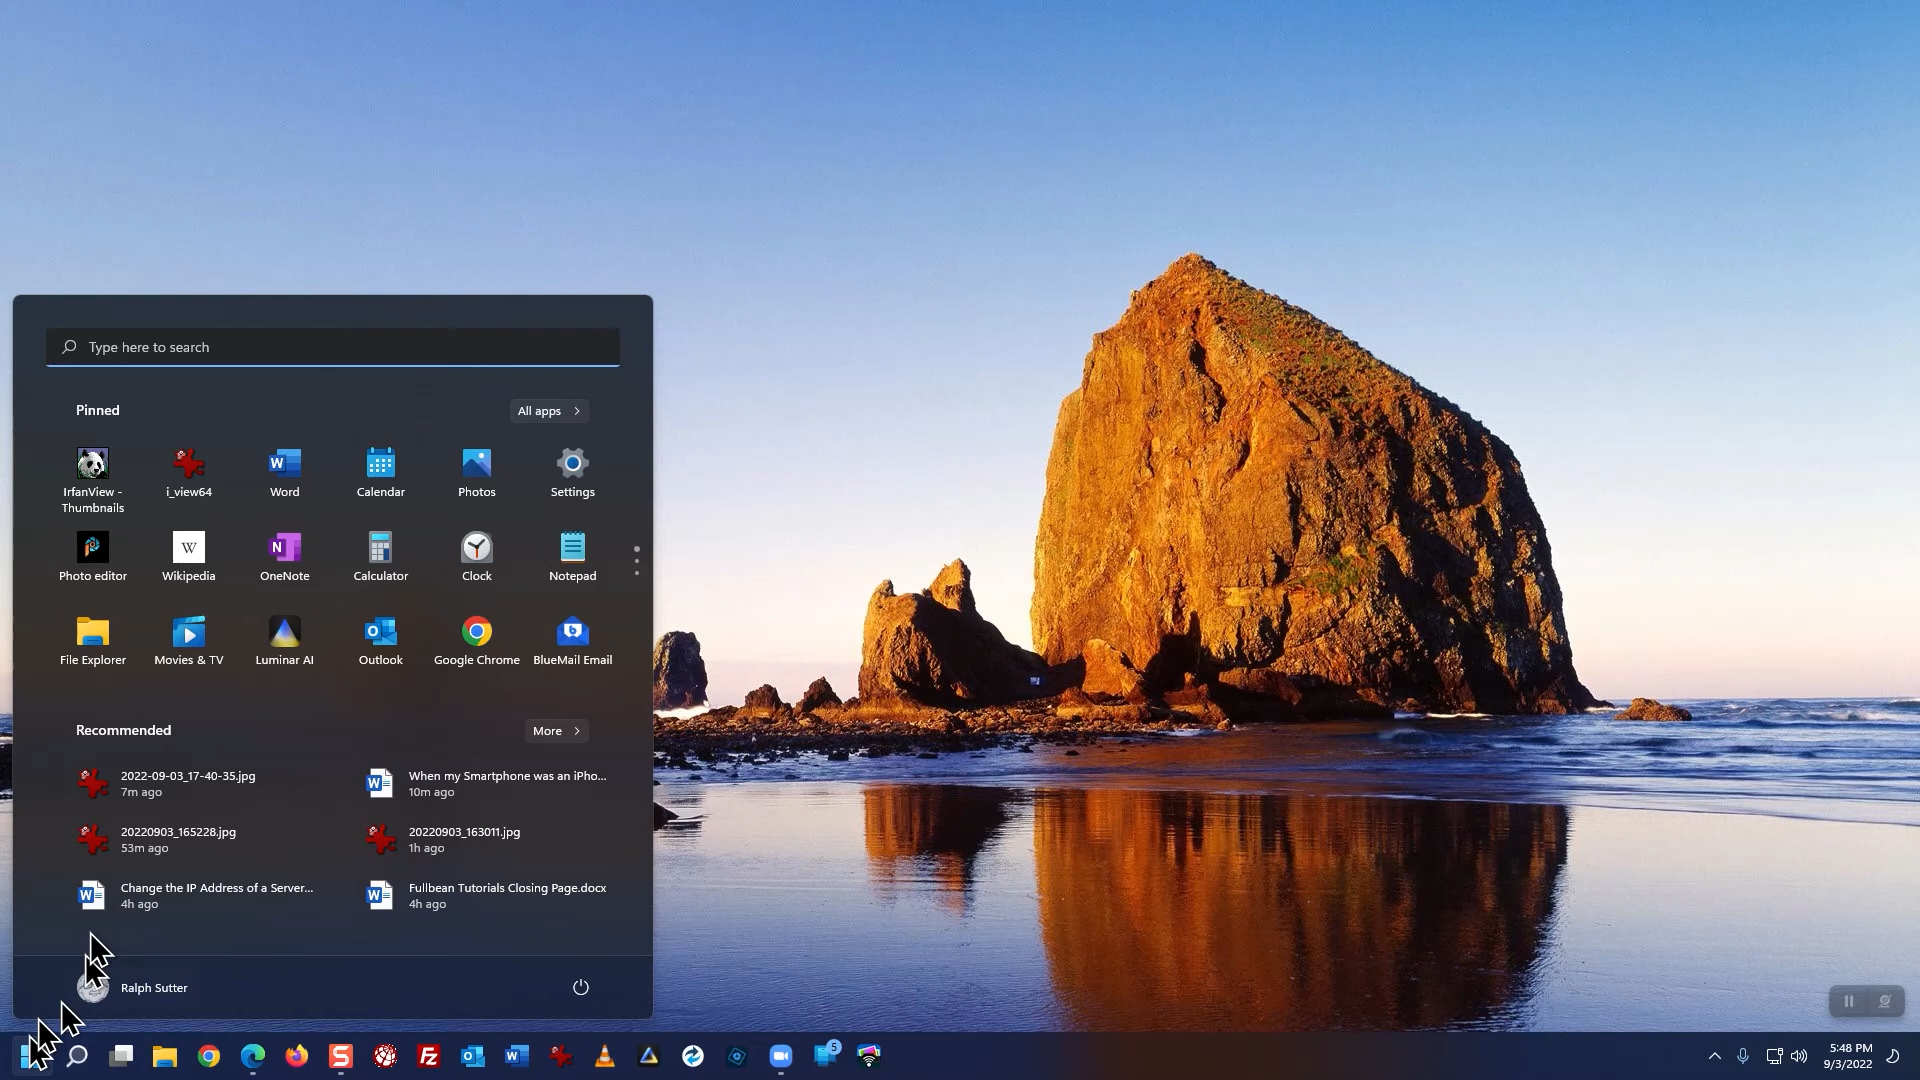 Type here to search
Pinned
All apps
IrfanView -
Thumbnails
i_view64
Word
Calendar
Photos
Settings
Photo editor
Wikipedia
OneNote
Calculator
Clock
Notepad
File Explorer
Movies & TV
Luminar AI
Outlook
Google Chrome
BlueMail Email
Recommended
More
2022-09-03_17-40-35.jpg
7m ago
When my Smartphone was an iPho...
10m ago
20220903_165228.jpg
53m ago
20220903_163011.jpg
1h ago
Change the IP Address of a Server...
4h ago
Fullbean Tutorials Closing Page.docx
4h ago
Ralph Sutter
5
5:48 PM
9/3/2022